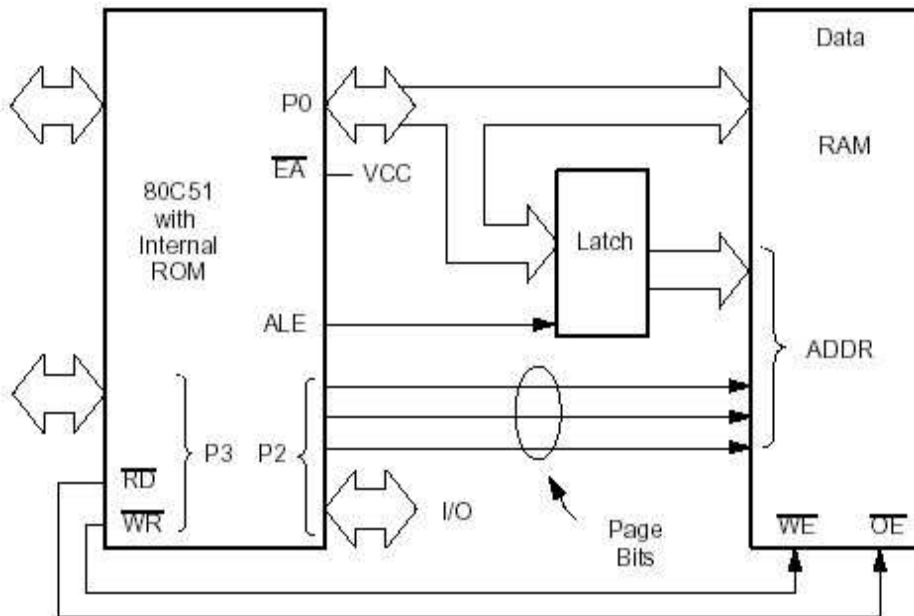 Data
RAM
P0
EA
VCC
80C51
with
Internal
ROM
Latch
ALE
ADDR
P3
P2
RD
WR
I/O
Page
Bits
WE
OE